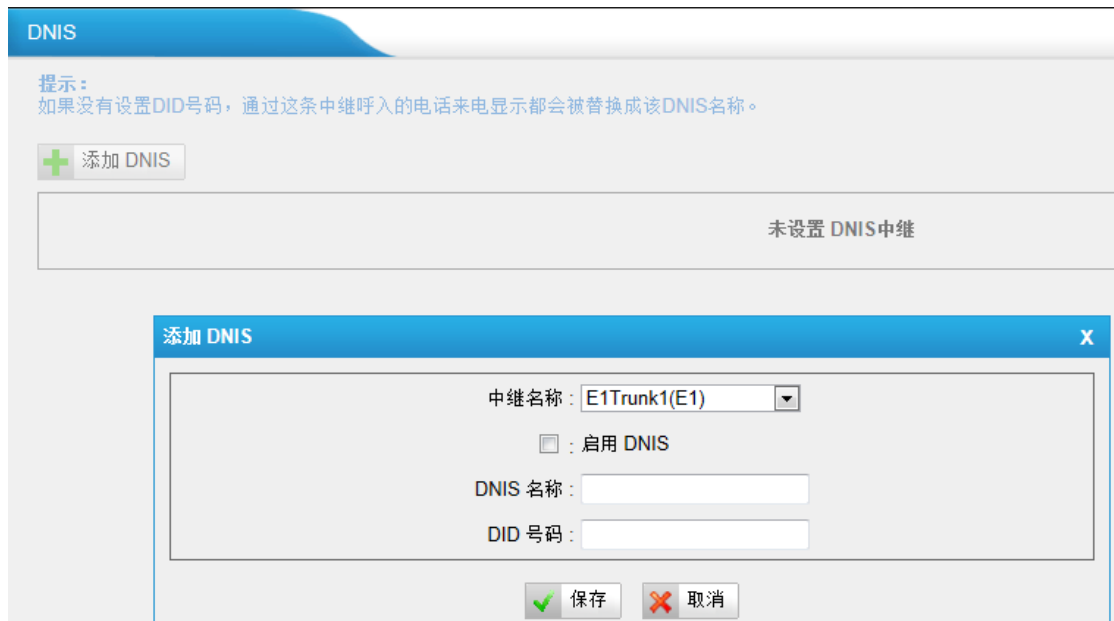 DNIS
提示：
如果没有设置DID号码，通过这条中继呼入的电话来电显示都会被替换成该DNIS名称。
添加 DNIS
未设置 DNIS中继
添加 DNIS X
中继名称 : E1Trunk1(E1)
: 启用 DNIS
DNIS 名称 :
DID 号码 :
保存 取消